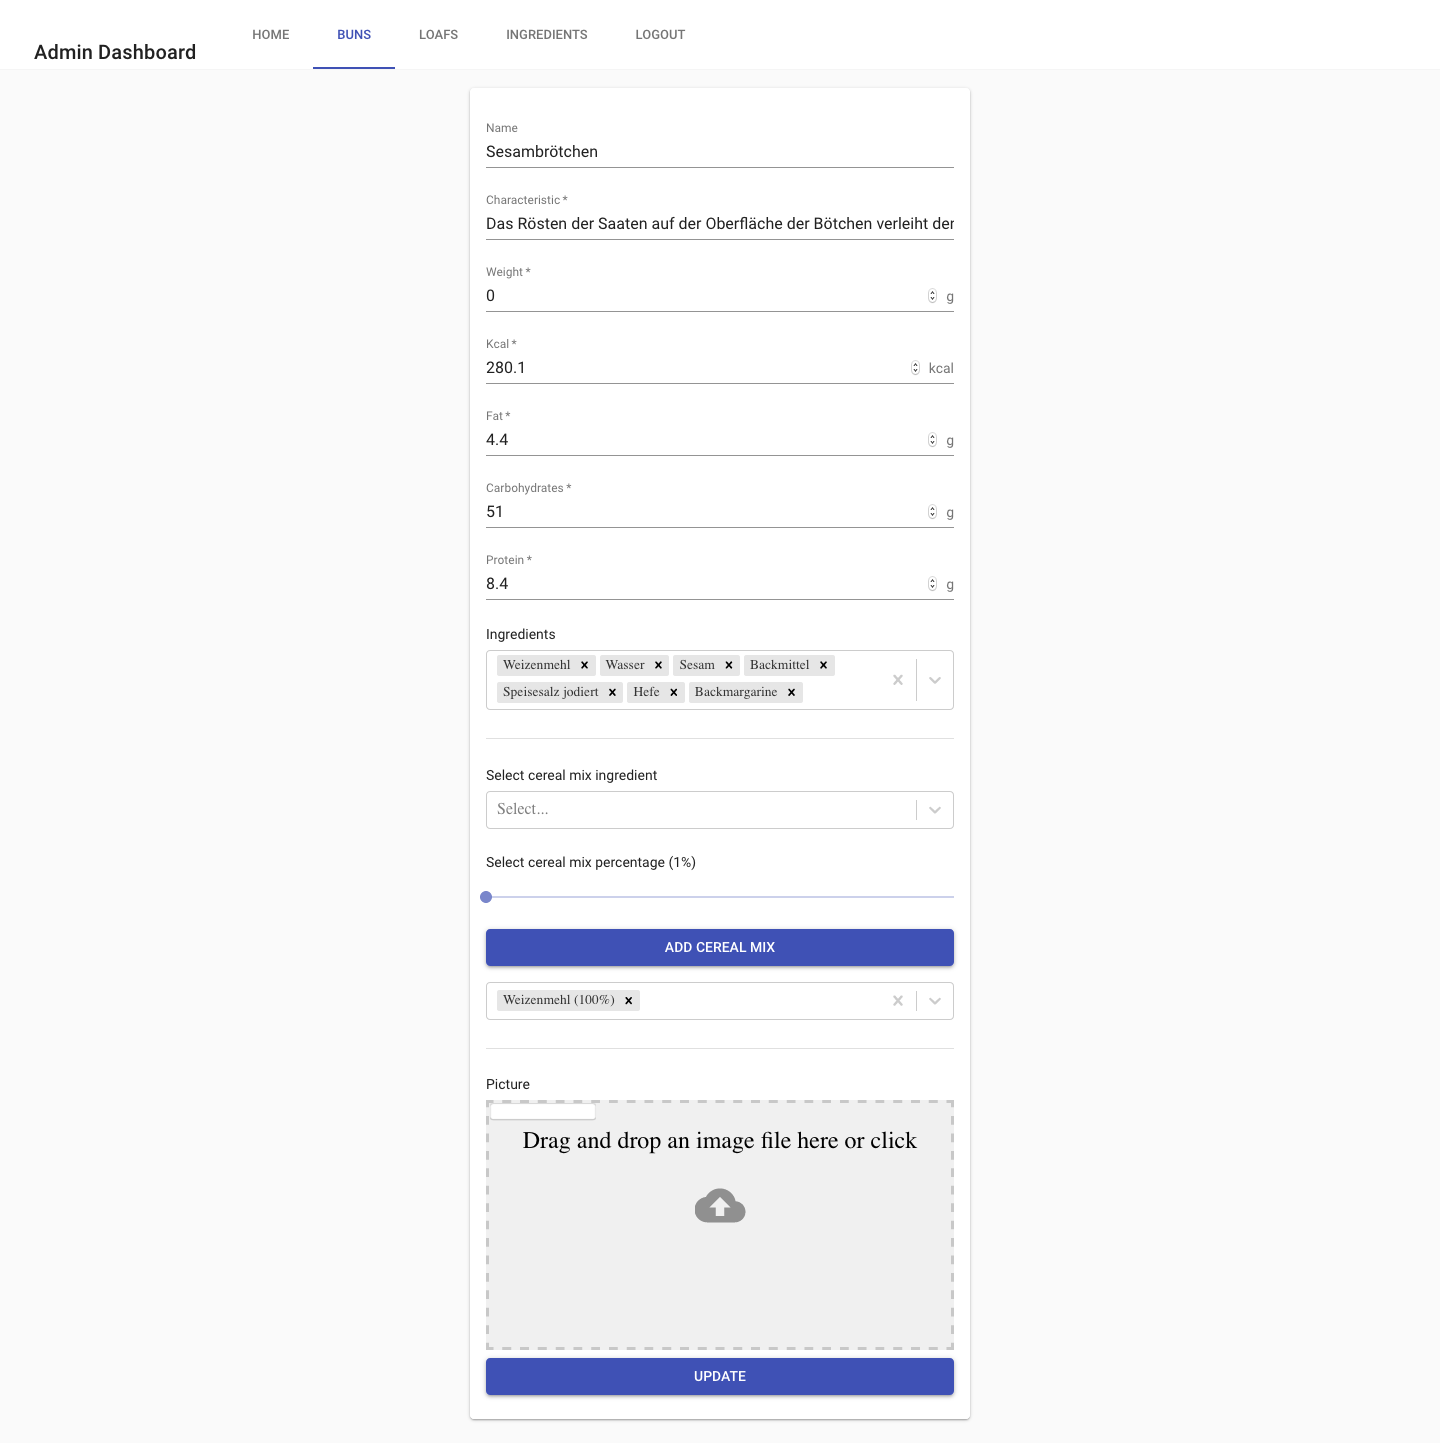 Admin Dashboard
HOME BUNS LOAFS INGREDIENTS LOGOUT
Name
Sesambrötchen
Characteristic *
Das Rösten der Saaten auf der Oberfläche der Bötchen verleiht der
Weight *
0 g
Kcal *
280.1 kcal
Fat *
4.4 g
Carbohydrates *
51 g
Protein *
8.4 g
Ingredients
Weizenmehl Wasser Sesam Backmittel
Speisesalz jodiert Hefe Backmargarine
Select cereal mix ingredient
Select...
Select cereal mix percentage (1%)
ADD CEREAL MIX
Weizenmehl (100%)
Picture
Drag and drop an image file here or click
UPDATE